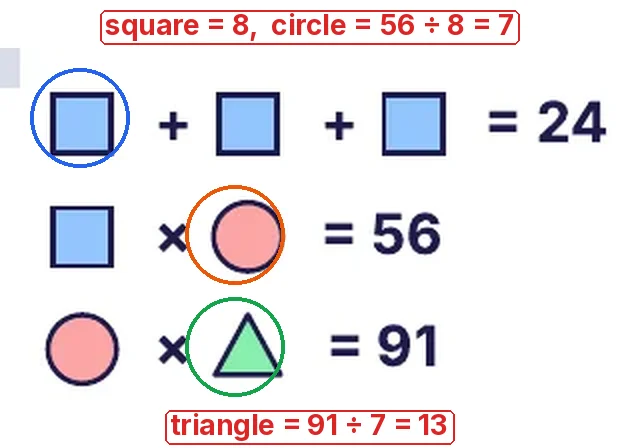 square = 8, circle = 56 ÷ 8 = 7
+ + = 24
× = 56
× = 91
triangle = 91 ÷ 7 = 13